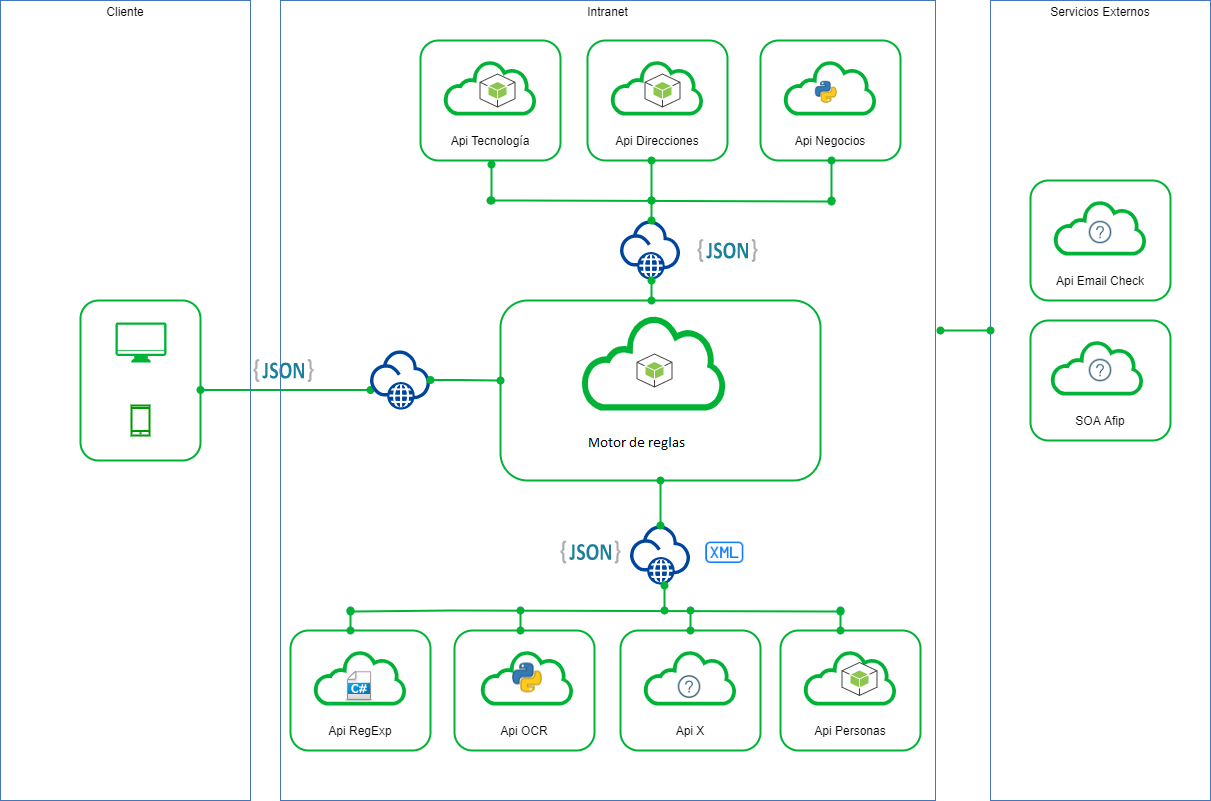 Cliente
Intranet
Servicios Externos
Api Tecnología
Api Direcciones
Api Negocios
{JSON}
?
Api Email Check
{JSON}
?
SOA Afip
Motor de reglas
{JSON}
XML
C#
?
Api RegExp
Api OCR
Api X
Api Personas